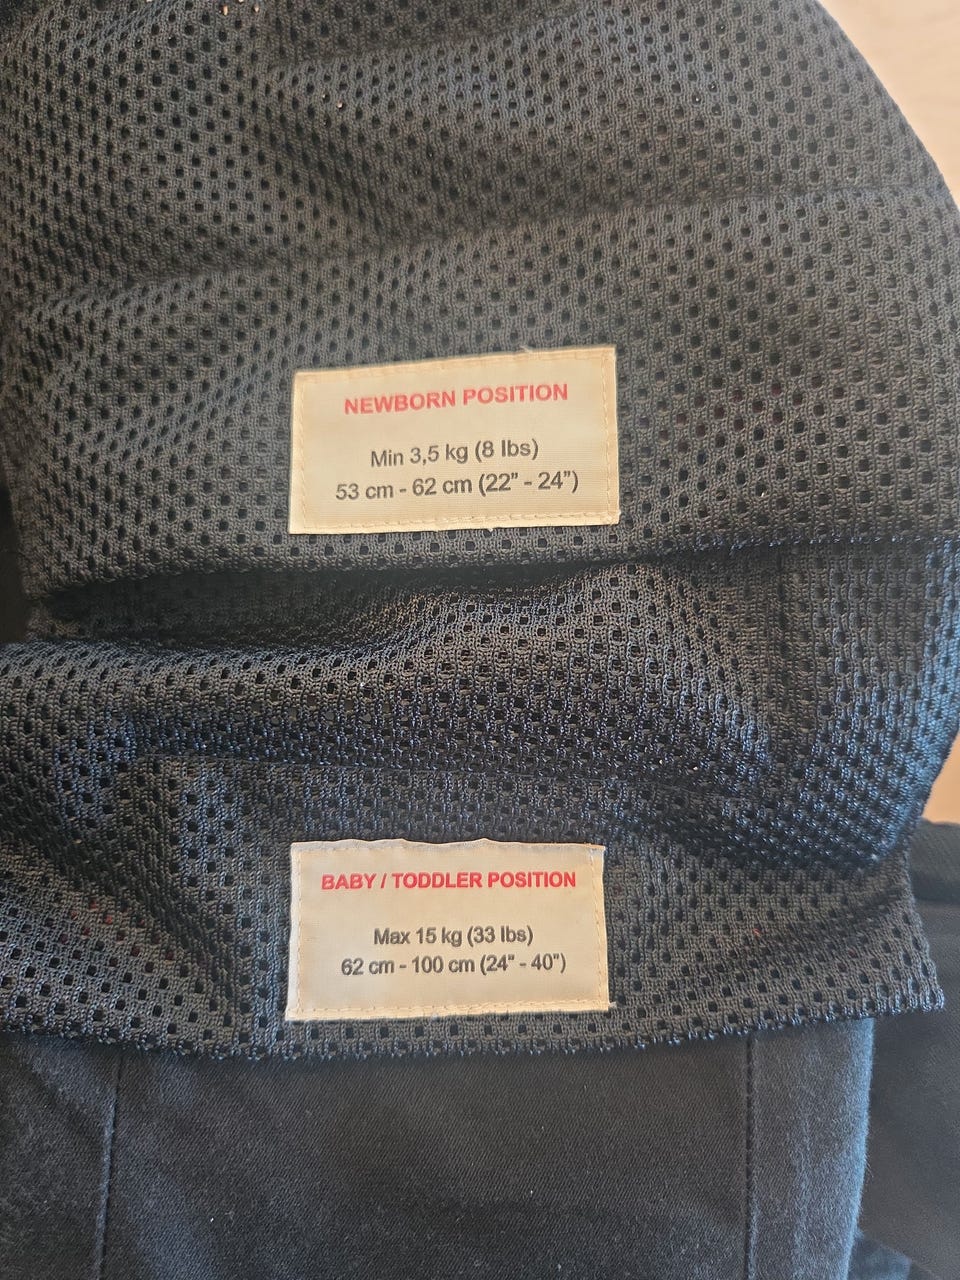 NEWBORN POSITION
Min 3,5 kg (8 lbs)
53 cm - 62 cm (22” - 24”)
BABY / TODDLER POSITION
Max 15 kg (33 lbs)
62 cm - 100 cm (24" - 40")